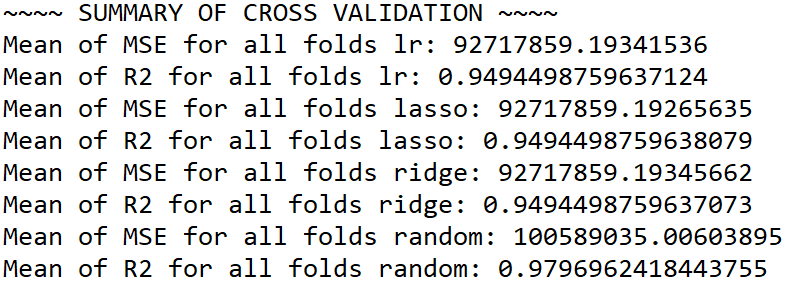 ~~~~ SUMMARY OF CROSS VALIDATION ~~~~
Mean of MSE for all folds lr: 92717859.19341536
Mean of R2 for all folds lr: 0.9494498759637124
Mean of MSE for all folds lasso: 92717859.19265635
Mean of R2 for all folds lasso: 0.9494498759638079
Mean of MSE for all folds ridge: 92717859.19345662
Mean of R2 for all folds ridge: 0.9494498759637073
Mean of MSE for all folds random: 100589035.00603895
Mean of R2 for all folds random: 0.9796962418443755